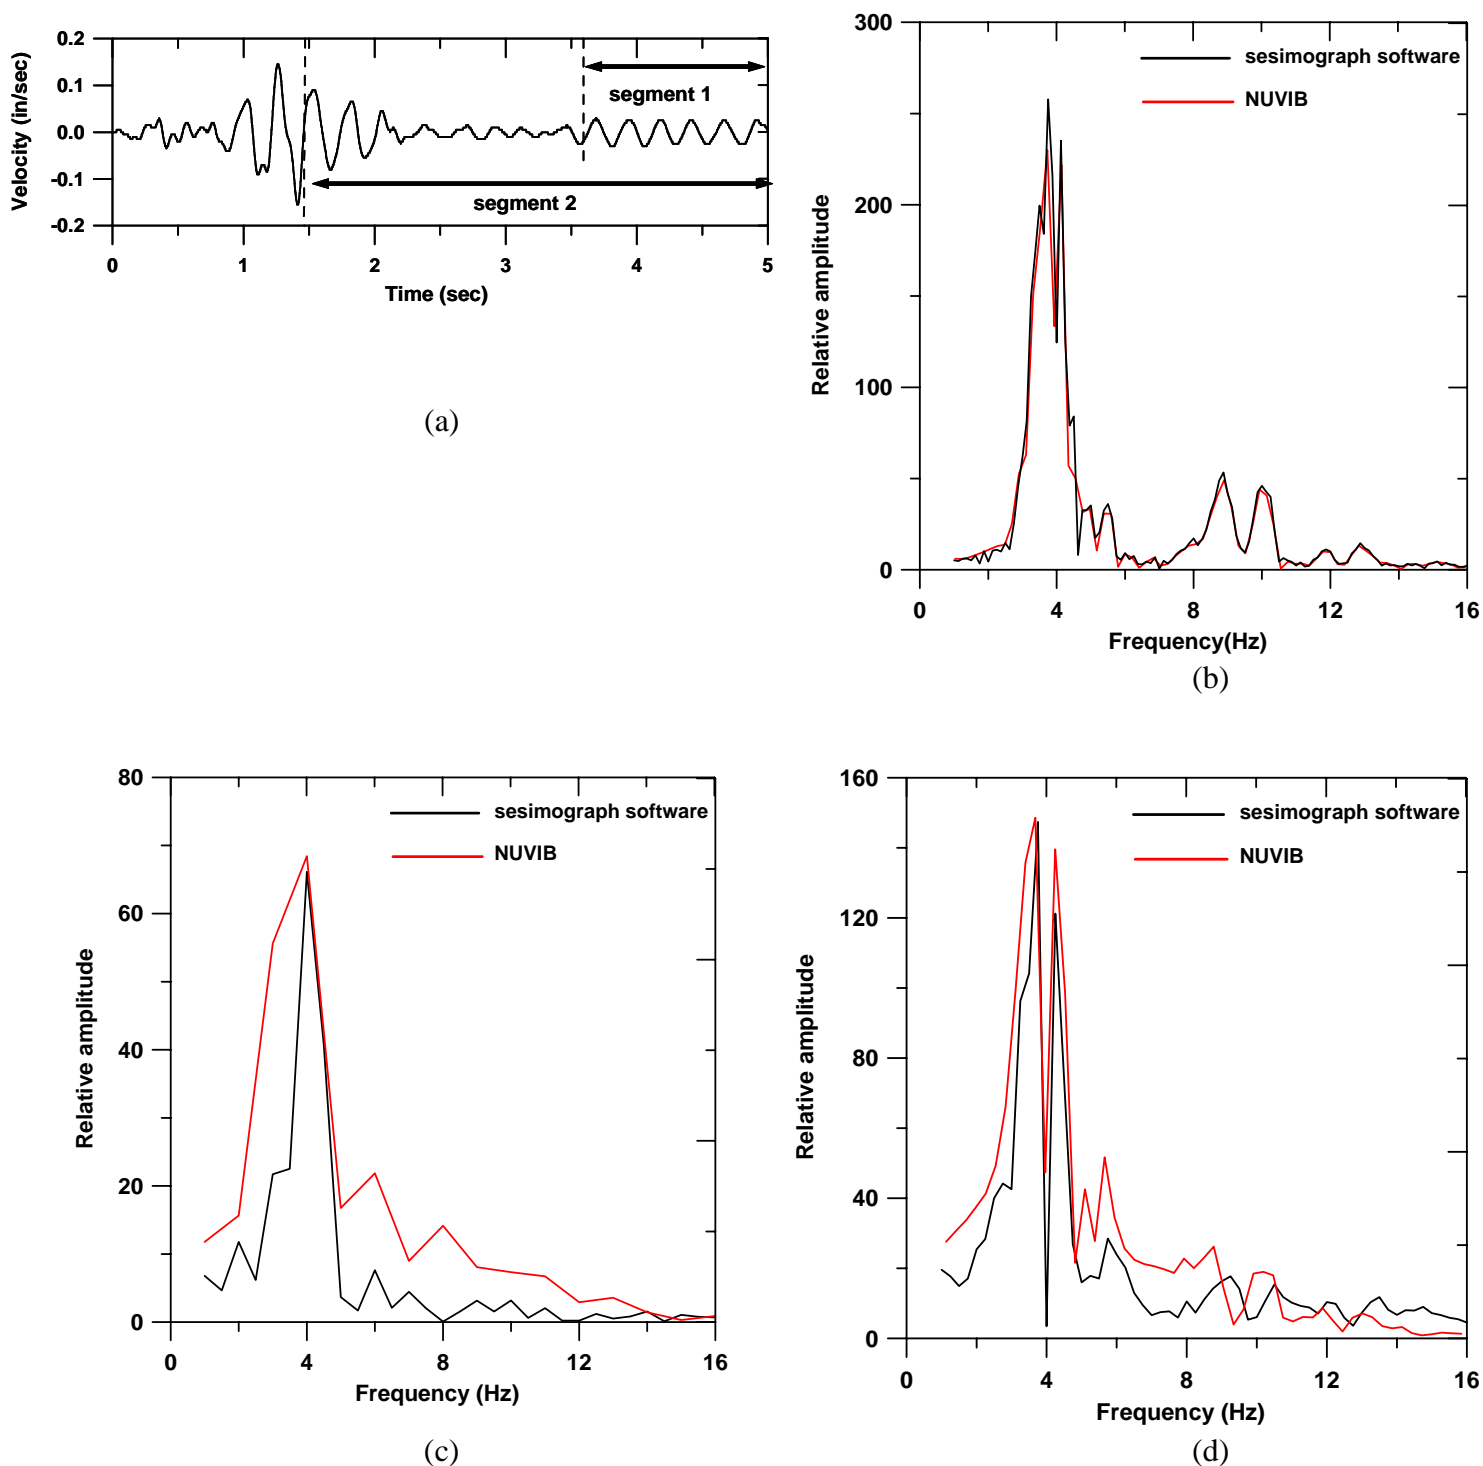 0.2
0.1
0.0
-0.1
-0.2
Velocity (in/sec)
segment 1
segment 2
0 1 2 3 4 5
Time (sec)
(a)
300
200
100
0
Relative amplitude
sesimograph software
NUVIB
0 4 8 12 16
Frequency(Hz)
(b)
80
60
40
20
0
Relative amplitude
sesimograph software
NUVIB
0 4 8 12 16
Frequency (Hz)
(c)
160
120
80
40
0
Relative amplitude
sesimograph software
NUVIB
0 4 8 12 16
Frequency (Hz)
(d)